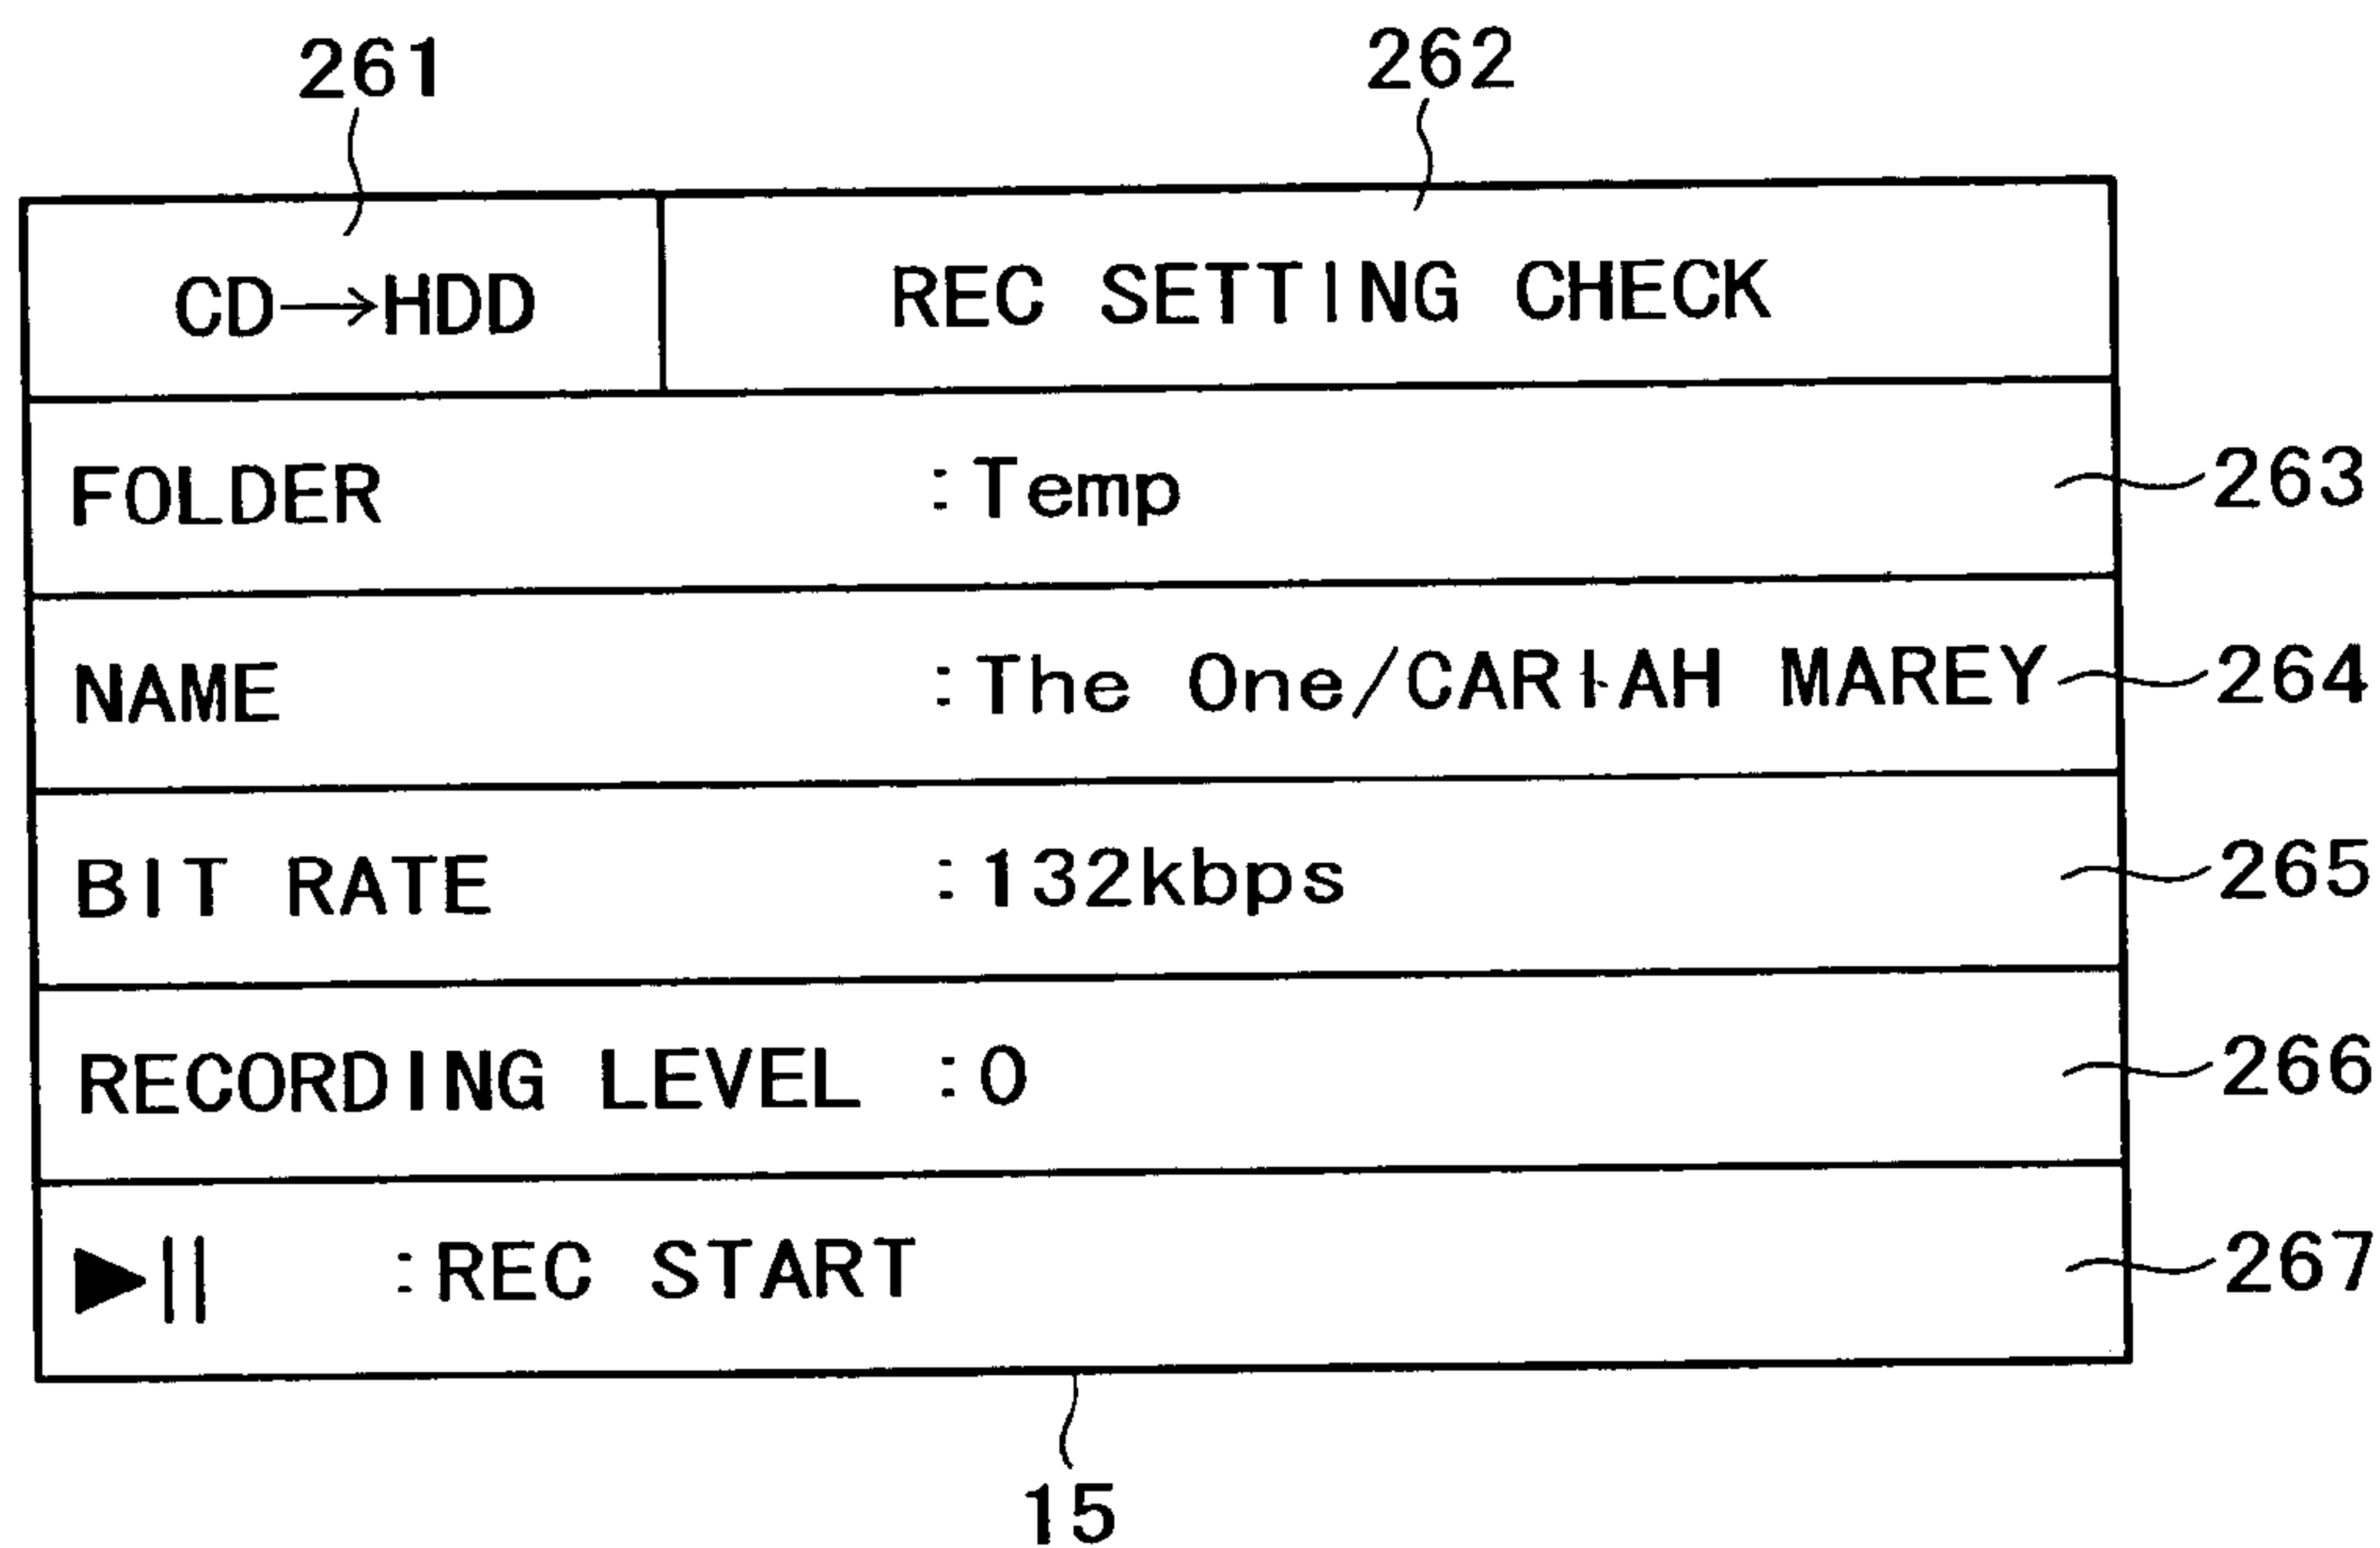 261 262
CD→HDD REC SETTING CHECK
FOLDER :Temp 263
NAME :The One/CARIAH MAREY 264
BIT RATE :132kbps 265
RECORDING LEVEL :0 266
▶|| :REC START 267
15